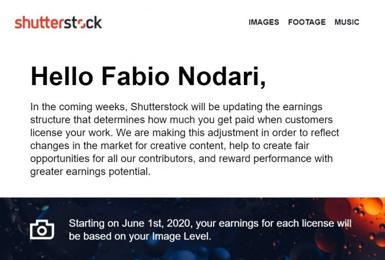 shutterstock
IMAGES FOOTAGE MUSIC
Hello Fabio Nodari,
In the coming weeks, Shutterstock will be updating the earnings
structure that determines how much you get paid when customers
license your work. We are making this adjustment in order to reflect
changes in the market for creative content, help to create fair
opportunities for all our contributors, and reward performance with
greater earnings potential.
Starting on June 1st, 2020, your earnings for each license will
be based on your Image Level.